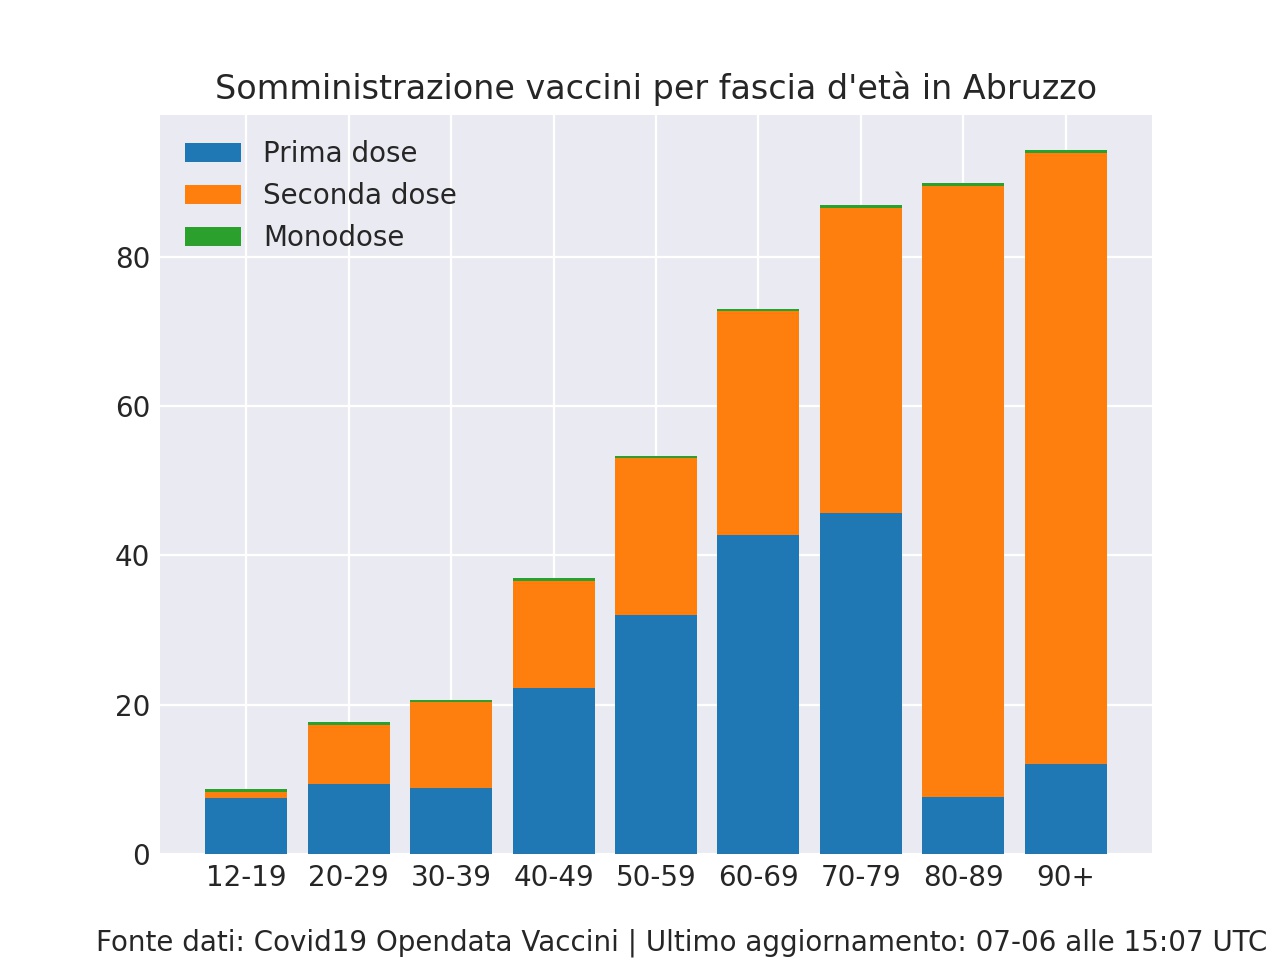 Somministrazione vaccini per fascia d'età in Abruzzo
Prima dose
Seconda dose
Monodose
80
60
40
20
0
12-19 20-29 30-39 40-49 50-59 60-69 70-79 80-89 90+
Fonte dati: Covid19 Opendata Vaccini | Ultimo aggiornamento: 07-06 alle 15:07 UTC